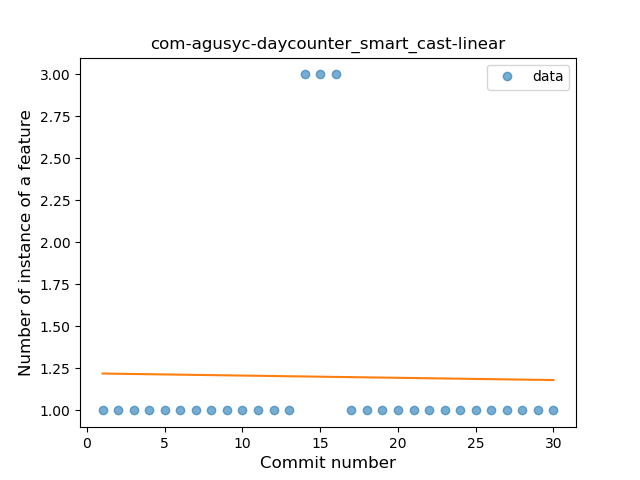 com-agusyc-daycounter_smart_cast-linear
data
Number of instance of a feature
3.00
2.75
2.50
2.25
2.00
1.75
1.50
1.25
1.00
0 5 10 15 20 25 30
Commit number